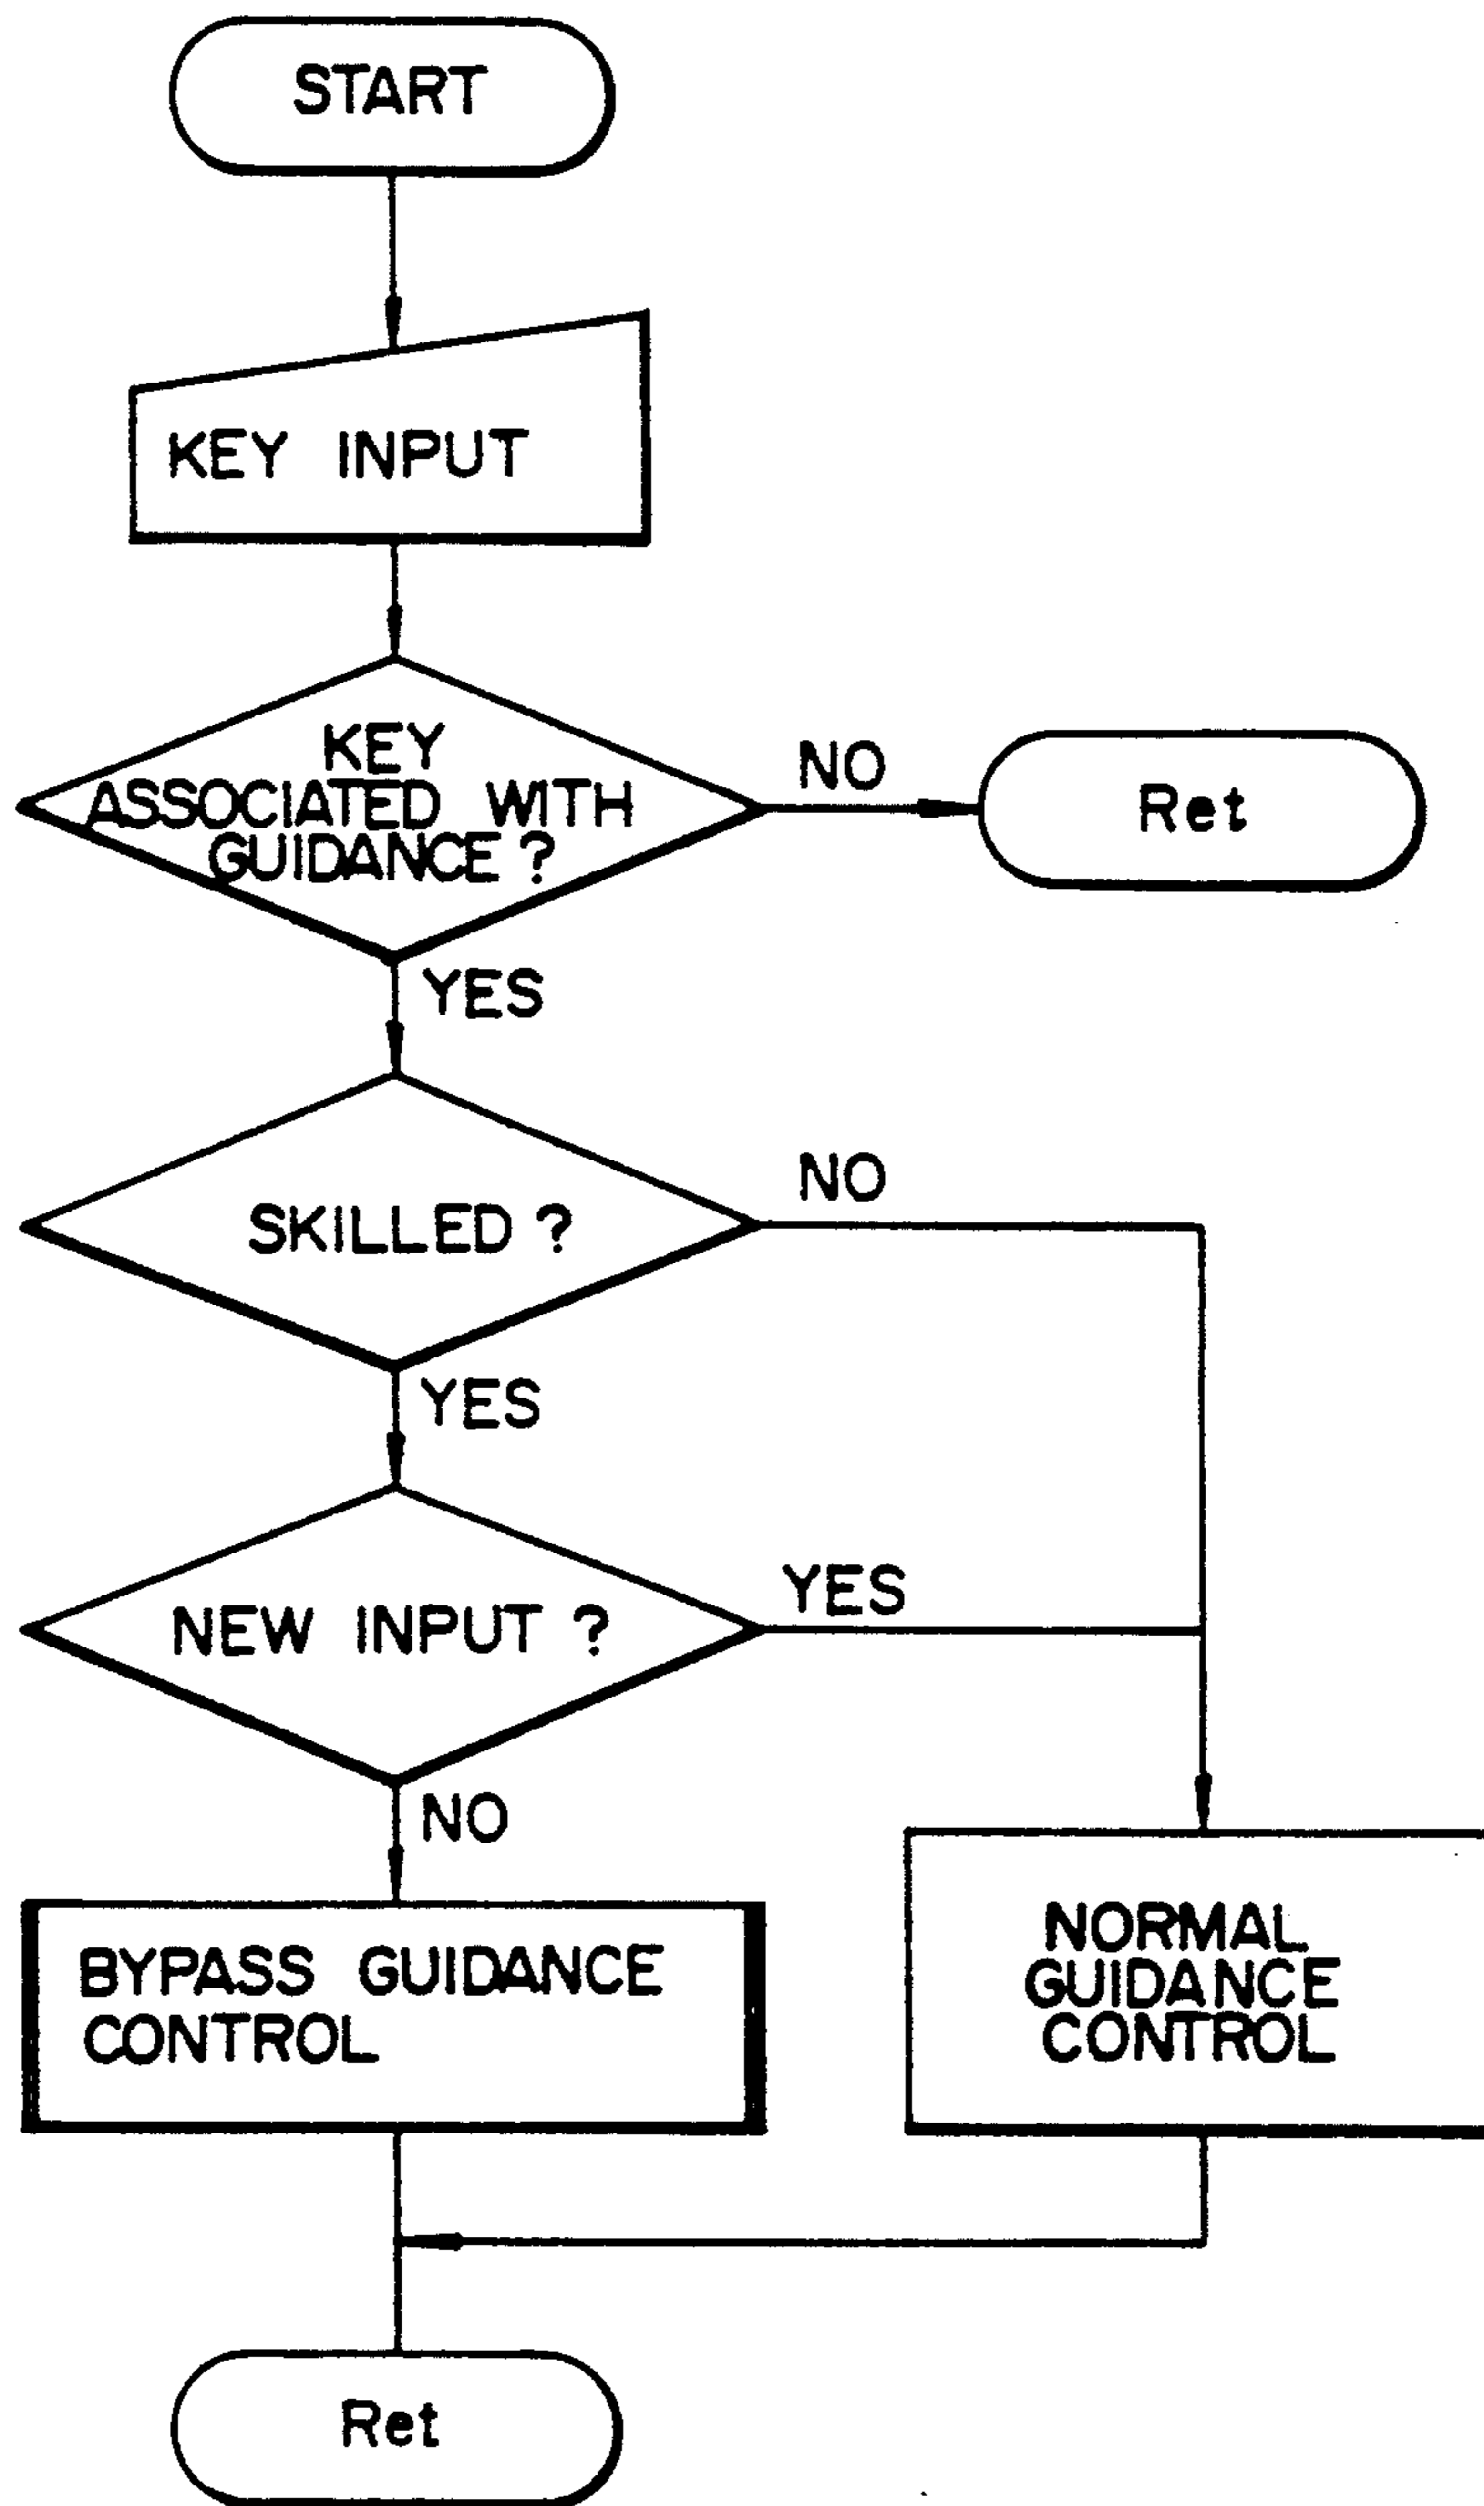 START
KEY INPUT
KEY
ASSOCIATED WITH
GUIDANCE ?
NO
Ret
YES
SKILLED ?
NO
YES
NEW INPUT ?
YES
NO
BYPASS GUIDANCE
CONTROL
NORMAL
GUIDANCE
CONTROL
Ret